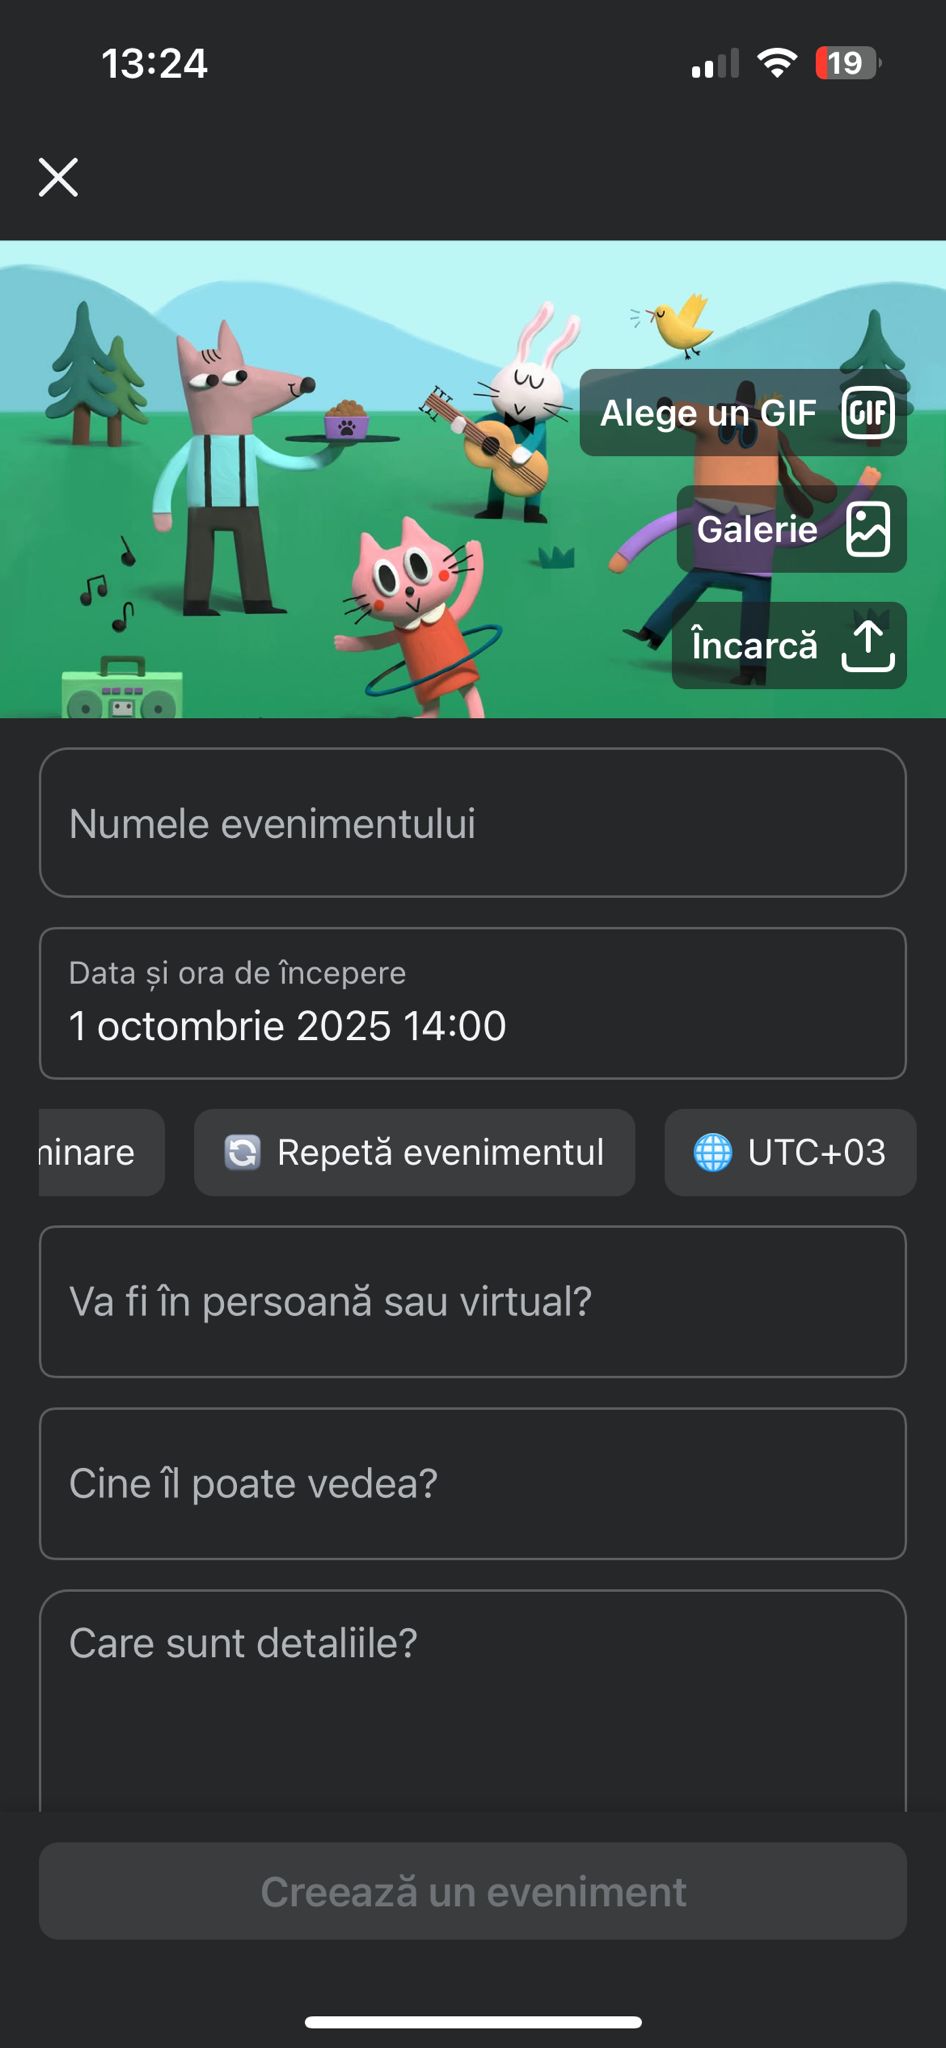 13:24
19
Alege un GIF
GIF
Galerie
Încarcă
Numele evenimentului
Data și ora de începere
1 octombrie 2025 14:00
minare
Repetă evenimentul
UTC+03
Va fi în persoană sau virtual?
Cine îl poate vedea?
Care sunt detaliile?
Creează un eveniment